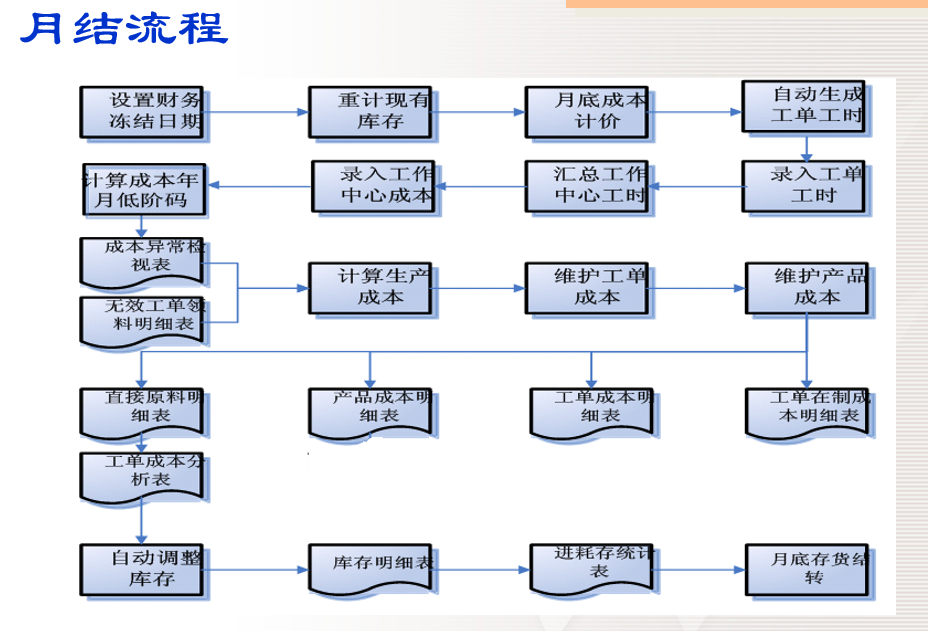 月结流程
设置财务
冻结日期
重计现有
库存
月底成本
计价
自动生成
工单工时
录入工单
工时
汇总工作
中心工时
录入工作
中心成本
计算成本年
月低阶码
成本异常检
视表
无效工单领
料明细表
计算生产
成本
维护工单
成本
维护产品
成本
直接原料明
细表
产品成本明
细表
工单成本明
细表
工单在制成
本明细表
工单成本分
析表
自动调整
库存
库存明细表
进耗存统计
表
月底存货结
转